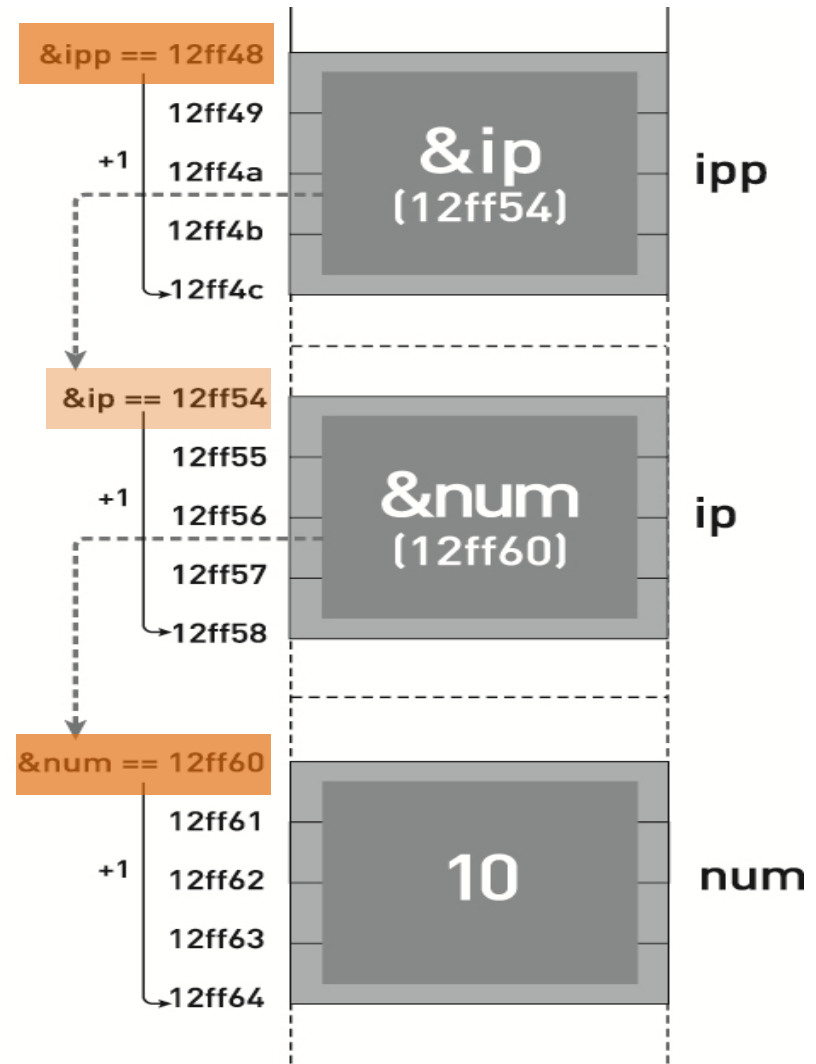 &ipp == 12ff48
12ff49
&ip
+1
12ff4a
ipp
(12ff54)
12ff4b
12ff4c
&ip == 12ff54
12ff55
&num
+1
12ff56
ip
(12ff60)
12ff57
12ff58
&num == 12ff60
12ff61
+1
12ff62
10
num
12ff63
12ff64